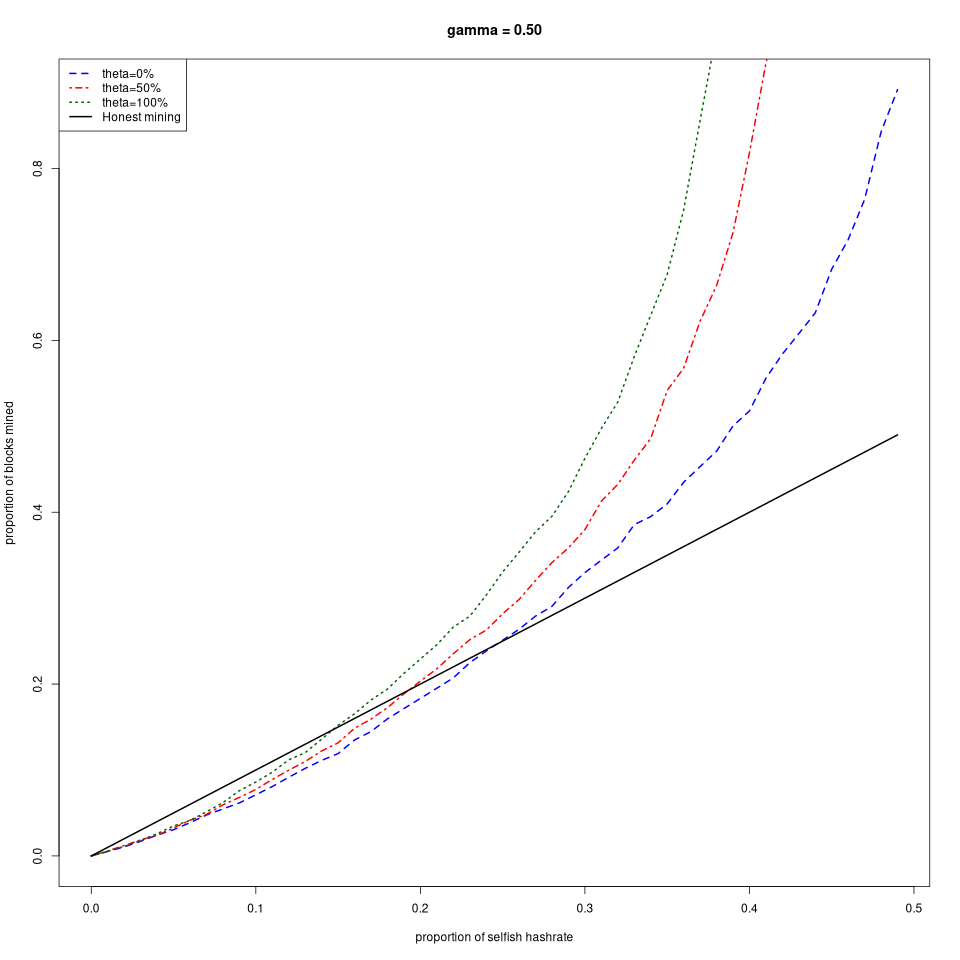 gamma = 0.50
theta=0%
theta=50%
theta=100%
Honest mining
proportion of blocks mined
0.8
0.6
0.4
0.2
0.0
0.0 0.1 0.2 0.3 0.4 0.5
proportion of selfish hashrate